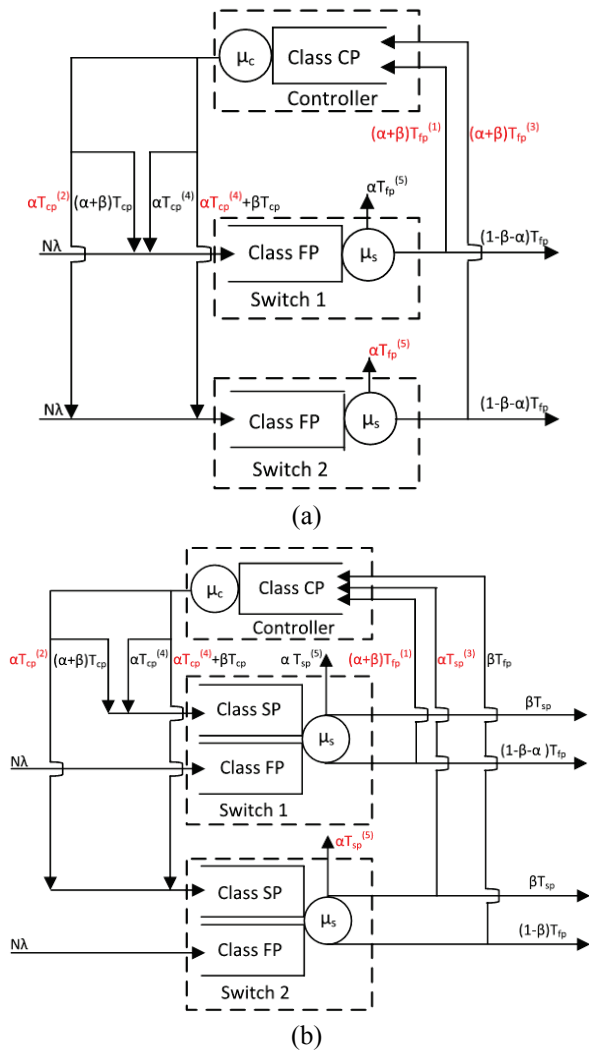 μc
Class CP
Controller
(α+β)Tfp(1)
(α+β)Tfp(3)
αTcp(2)
(α+β)Tcp
αTcp(4)
αTcp(4)+βTcp
αTfp(5)
Nλ
Class FP
μs
(1-β-α)Tfp
Switch 1
αTfp(5)
Nλ
Class FP
μs
(1-β-α)Tfp
Switch 2
(a)
μc
Class CP
Controller
αTcp(2)
(α+β)Tcp
αTcp(4)
αTcp(4)+βTcp
α Tsp(5)
(α+β)Tfp(1)
αTsp(3)
βTfp
Class SP
βTsp
μs
Nλ
Class FP
(1-β-α )Tfp
Switch 1
αTsp(5)
Class SP
βTsp
μs
Nλ
Class FP
(1-β)Tfp
Switch 2
(b)